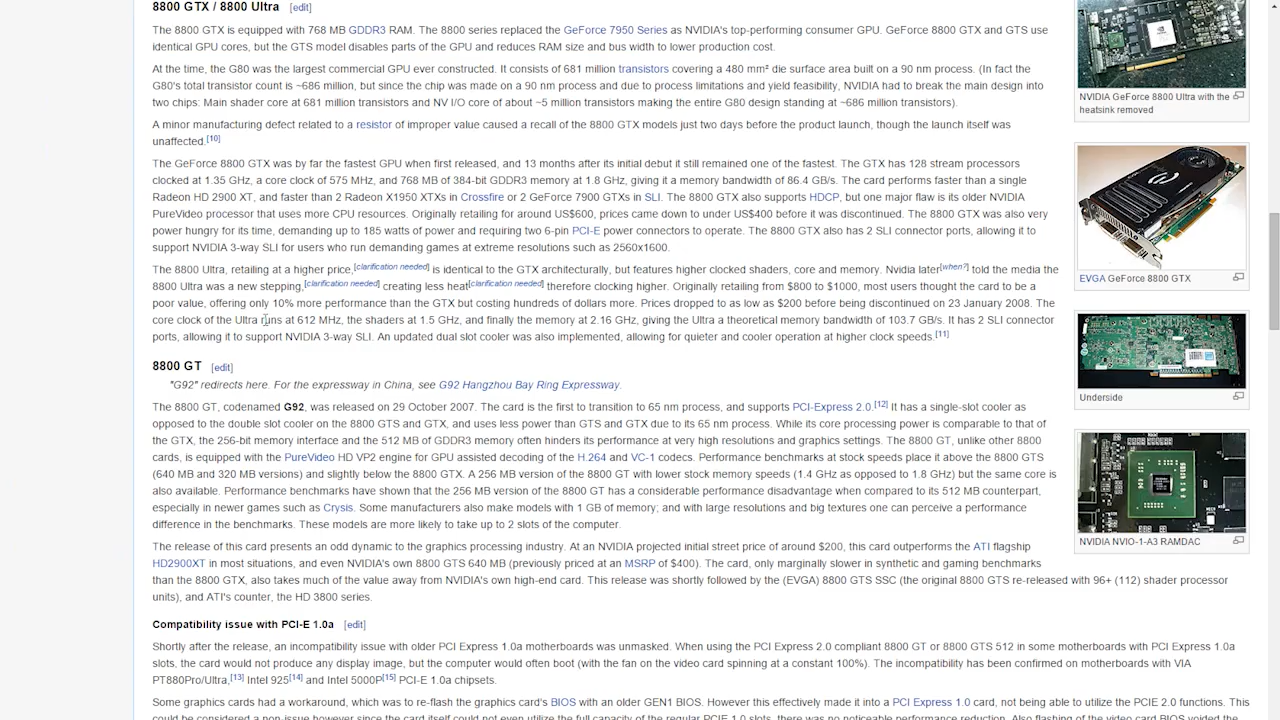 8800 GTX / 8800 Ultra [edit]
The 8800 GTX is equipped with 768 MB GDDR3 RAM. The 8800 series replaced the GeForce 7950 Series as NVIDIA's top-performing consumer GPU. GeForce 8800 GTX and GTS use
identical GPU cores, but the GTS model disables parts of the GPU and reduces RAM size and bus width to lower production cost.
At the time, the G80 was the largest commercial GPU ever constructed. It consists of 681 million transistors covering a 480 mm² die surface area built on a 90 nm process. (In fact the
G80's total transistor count is ~686 million, but since the chip was made on a 90 nm process and due to process limitations and yield feasibility, NVIDIA had to break the main design into
two chips: Main shader core at 681 million transistors and NV I/O core of about ~5 million transistors making the entire G80 design standing at ~686 million transistors).
A minor manufacturing defect related to a resistor of improper value caused a recall of the 8800 GTX models just two days before the product launch, though the launch itself was
unaffected.[10]
The GeForce 8800 GTX was by far the fastest GPU when first released, and 13 months after its initial debut it still remained one of the fastest. The GTX has 128 stream processors
clocked at 1.35 GHz, a core clock of 575 MHz, and 768 MB of 384-bit GDDR3 memory at 1.8 GHz, giving it a memory bandwidth of 86.4 GB/s. The card performs faster than a single
Radeon HD 2900 XT, and faster than 2 Radeon X1950 XTXs in Crossfire or 2 GeForce 7900 GTXs in SLI. The 8800 GTX also supports HDCP, but one major flaw is its older NVIDIA
PureVideo processor that uses more CPU resources. Originally retailing for around US$600, prices came down to under US$400 before it was discontinued. The 8800 GTX was also very
power hungry for its time, demanding up to 185 watts of power and requiring two 6-pin PCI-E power connectors to operate. The 8800 GTX also has 2 SLI connector ports, allowing it to
support NVIDIA 3-way SLI for users who run demanding games at extreme resolutions such as 2560x1600.
The 8800 Ultra, retailing at a higher price,[clarification needed] is identical to the GTX architecturally, but features higher clocked shaders, core and memory. Nvidia later[when?] told the media the
8800 Ultra was a new stepping,[clarification needed] creating less heat[clarification needed] therefore clocking higher. Originally retailing from $800 to $1000, most users thought the card to be a
poor value, offering only 10% more performance than the GTX but costing hundreds of dollars more. Prices dropped to as low as $200 before being discontinued on 23 January 2008. The
core clock of the Ultra runs at 612 MHz, the shaders at 1.5 GHz, and finally the memory at 2.16 GHz, giving the Ultra a theoretical memory bandwidth of 103.7 GB/s. It has 2 SLI connector
ports, allowing it to support NVIDIA 3-way SLI. An updated dual slot cooler was also implemented, allowing for quieter and cooler operation at higher clock speeds.[11]
8800 GT [edit]
"G92" redirects here. For the expressway in China, see G92 Hangzhou Bay Ring Expressway.
The 8800 GT, codenamed G92, was released on 29 October 2007. The card is the first to transition to 65 nm process, and supports PCI-Express 2.0.[12] It has a single-slot cooler as
opposed to the double slot cooler on the 8800 GTS and GTX, and uses less power than GTS and GTX due to its 65 nm process. While its core processing power is comparable to that of
the GTX, the 256-bit memory interface and the 512 MB of GDDR3 memory often hinders its performance at very high resolutions and graphics settings. The 8800 GT, unlike other 8800
cards, is equipped with the PureVideo HD VP2 engine for GPU assisted decoding of the H.264 and VC-1 codecs. Performance benchmarks at stock speeds place it above the 8800 GTS
(640 MB and 320 MB versions) and slightly below the 8800 GTX. A 256 MB version of the 8800 GT with lower stock memory speeds (1.4 GHz as opposed to 1.8 GHz) but the same core is
also available. Performance benchmarks have shown that the 256 MB version of the 8800 GT has a considerable performance disadvantage when compared to its 512 MB counterpart,
especially in newer games such as Crysis. Some manufacturers also make models with 1 GB of memory; and with large resolutions and big textures one can perceive a performance
difference in the benchmarks. These models are more likely to take up to 2 slots of the computer.
The release of this card presents an odd dynamic to the graphics processing industry. At an NVIDIA projected initial street price of around $200, this card outperforms the ATI flagship
HD2900XT in most situations, and even NVIDIA's own 8800 GTS 640 MB (previously priced at an MSRP of $400). The card, only marginally slower in synthetic and gaming benchmarks
than the 8800 GTX, also takes much of the value away from NVIDIA's own high-end card. This release was shortly followed by the (EVGA) 8800 GTS SSC (the original 8800 GTS re-released with 96+ (112) shader processor
units), and ATI's counter, the HD 3800 series.
Compatibility issue with PCI-E 1.0a [edit]
Shortly after the release, an incompatibility issue with older PCI Express 1.0a motherboards was unmasked. When using the PCI Express 2.0 compliant 8800 GT or 8800 GTS 512 in some motherboards with PCI Express 1.0a
slots, the card would not produce any display image, but the computer would often boot (with the fan on the video card spinning at a constant 100%). The incompatibility has been confirmed on motherboards with VIA
PT880Pro/Ultra,[13] Intel 925[14] and Intel 5000P[15] PCI-E 1.0a chipsets.
Some graphics cards had a workaround, which was to re-flash the graphics card's BIOS with an older GEN1 BIOS. However this effectively made it into a PCI Express 1.0 card, not being able to utilize the PCIE 2.0 functions. This
could be considered a non-issue however since the card itself could not even utilize the full capacity of the regular PCIE 1.0 slots, there was no noticeable performance reduction. Also flashing of the video card BIOS voided the
NVIDIA GeForce 8800 Ultra with the
heatsink removed
EVGA GeForce 8800 GTX
Underside
NVIDIA NVIO-1-A3 RAMDAC